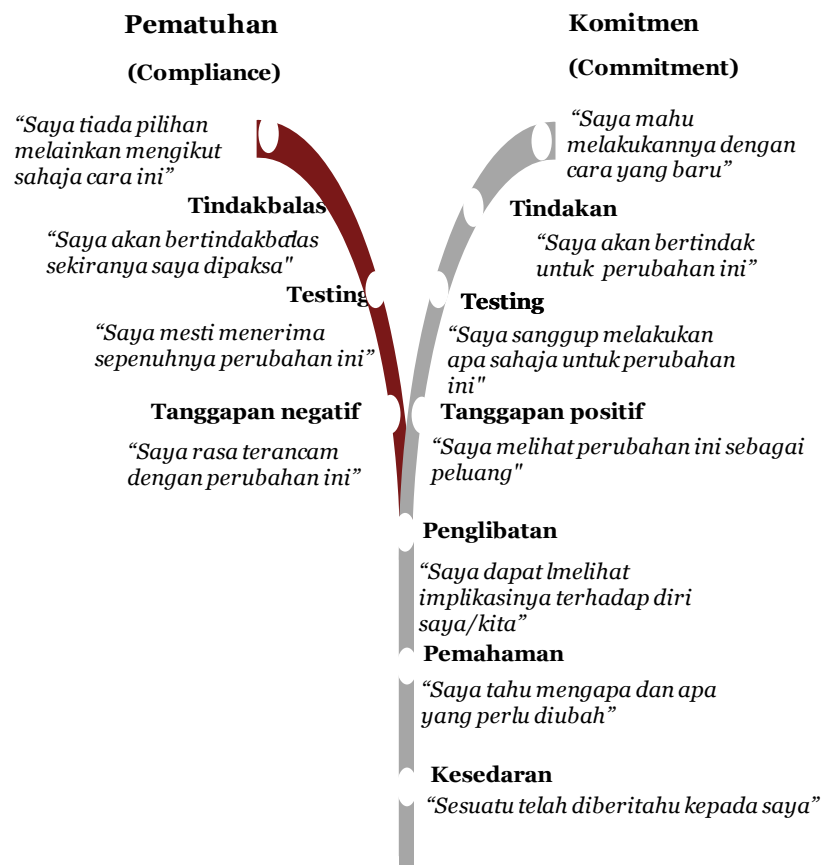 Pematuhan
(Compliance)
“Saya tiada pilihan
melainkan mengikut
sahaja cara ini”
Tindakbalas
“Saya akan bertindakbalas
sekiranya saya dipaksa"
Testing
“Saya mesti menerima
sepenuhnya perubahan ini”
Tanggapan negatif
“Saya rasa terancam
dengan perubahan ini”
Komitmen
(Commitment)
“Saya mahu
melakukannya dengan
cara yang baru”
Tindakan
“Saya akan bertindak
untuk perubahan ini”
Testing
“Saya sanggup melakukan
apa sahaja untuk perubahan
ini"
Tanggapan positif
“Saya melihat perubahan ini sebagai
peluang"
Penglibatan
“Saya dapat lmelihat
implikasinya terhadap diri
saya/kita”
Pemahaman
“Saya tahu mengapa dan apa
yang perlu diubah”
Kesedaran
“Sesuatu telah diberitahu kepada saya”